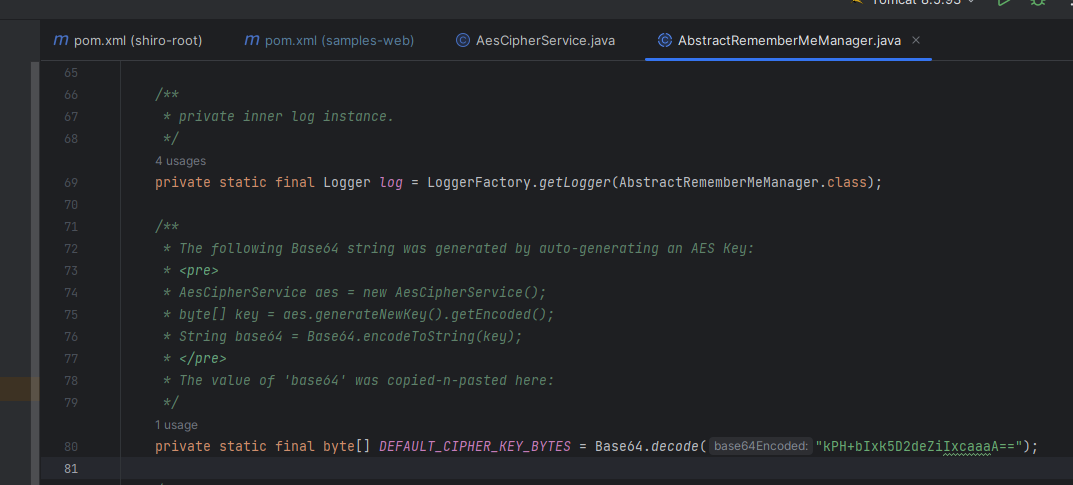 Tomcat 8.5.93
pom.xml (shiro-root) pom.xml (samples-web) AesCipherService.java AbstractRememberMeManager.java
65
66 /**
67 * private inner log instance.
68 */
4 usages
69 private static final Logger log = LoggerFactory.getLogger(AbstractRememberMeManager.class);
70
71 /**
72 * The following Base64 string was generated by auto-generating an AES Key:
73 * <pre>
74 * AesCipherService aes = new AesCipherService();
75 * byte[] key = aes.generateNewKey().getEncoded();
76 * String base64 = Base64.encodeToString(key);
77 * </pre>
78 * The value of 'base64' was copied-n-pasted here:
79 */
1 usage
80 private static final byte[] DEFAULT_CIPHER_KEY_BYTES = Base64.decode( base64Encoded: "kPH+bIxk5D2deZiIxcaaaA==");
81